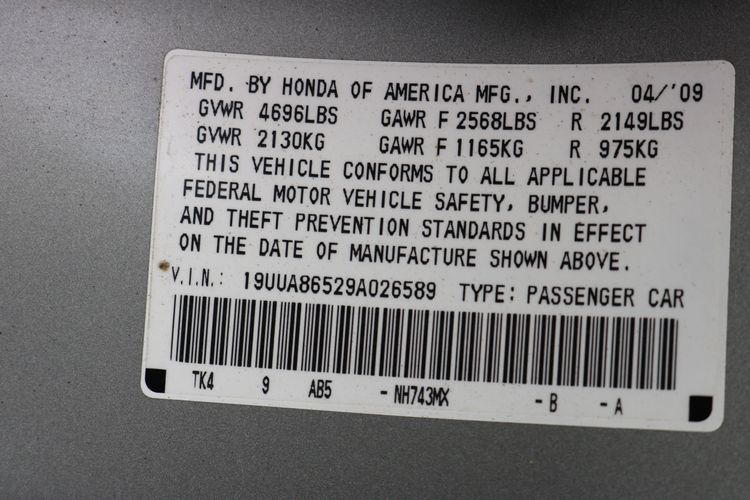 MFD. BY HONDA OF AMERICA MFG., INC. 04/'09
GVWR 4696LBS GAWR F 2568LBS R 2149LBS
GVWR 2130KG GAWR F 1165KG R 975KG
THIS VEHICLE CONFORMS TO ALL APPLICABLE
FEDERAL MOTOR VEHICLE SAFETY, BUMPER,
AND THEFT PREVENTION STANDARDS IN EFFECT
ON THE DATE OF MANUFACTURE SHOWN ABOVE.
V.I.N.: 19UUA86529A026589 TYPE: PASSENGER CAR
TK4 9 AB5 -NH743MX -B -A